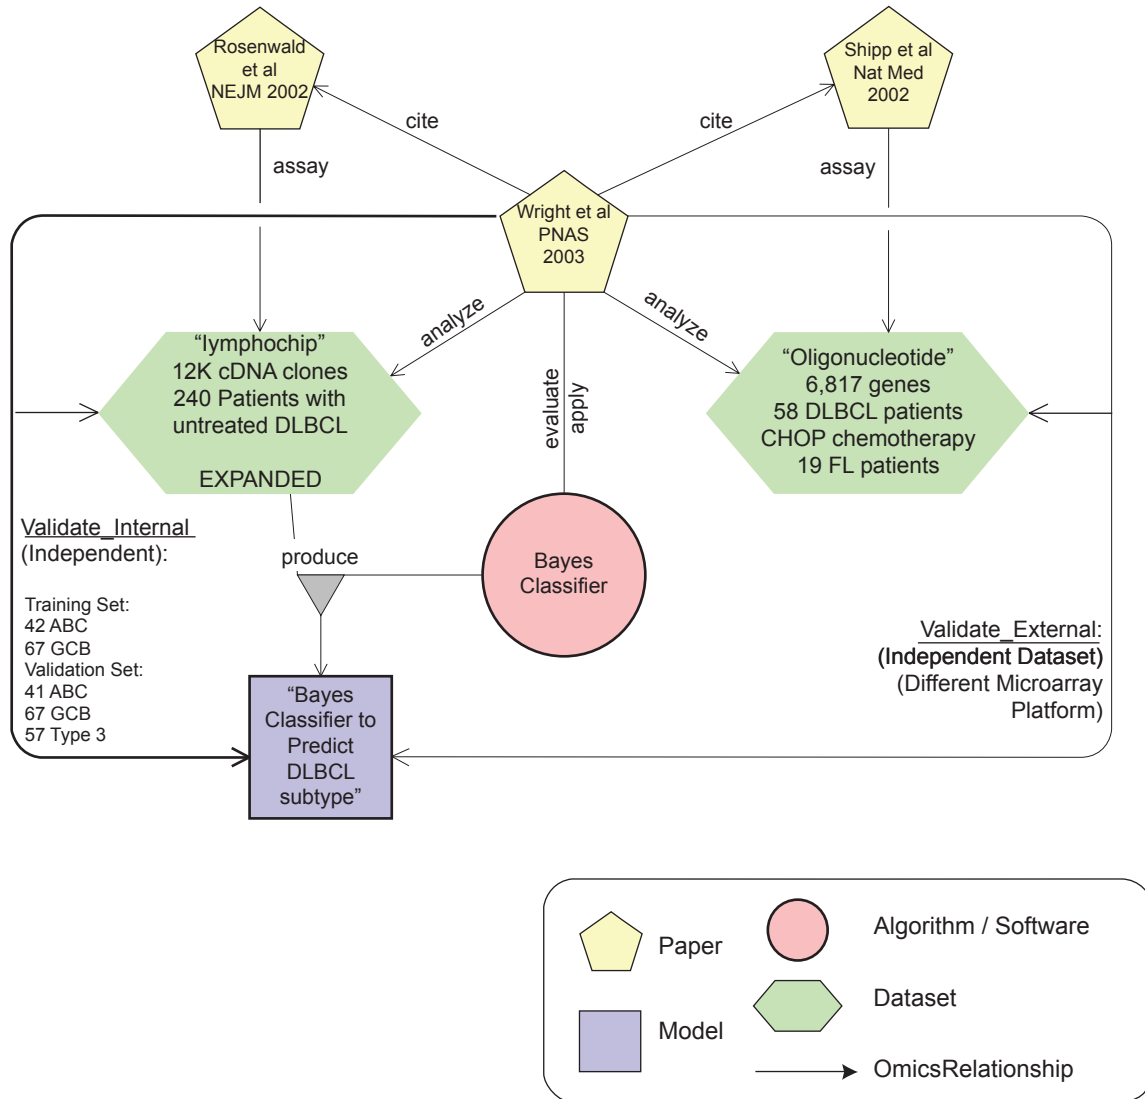 Rosenwald
et al
NEJM 2002
Shipp et al
Nat Med
2002
cite
cite
assay
assay
Wright et al
PNAS
2003
analyze
analyze
evaluate
apply
“lymphochip”
12K cDNA clones
240 Patients with
untreated DLBCL
EXPANDED
“Oligonucleotide”
6,817 genes
58 DLBCL patients
CHOP chemotherapy
19 FL patients
Validate_Internal
(Independent):
Training Set:
42 ABC
67 GCB
Validation Set:
41 ABC
67 GCB
57 Type 3
produce
Bayes
Classifier
Validate_External:
(Independent Dataset)
(Different Microarray
Platform)
“Bayes
Classifier to
Predict
DLBCL
subtype”
Paper
Algorithm / Software
Model
Dataset
OmicsRelationship